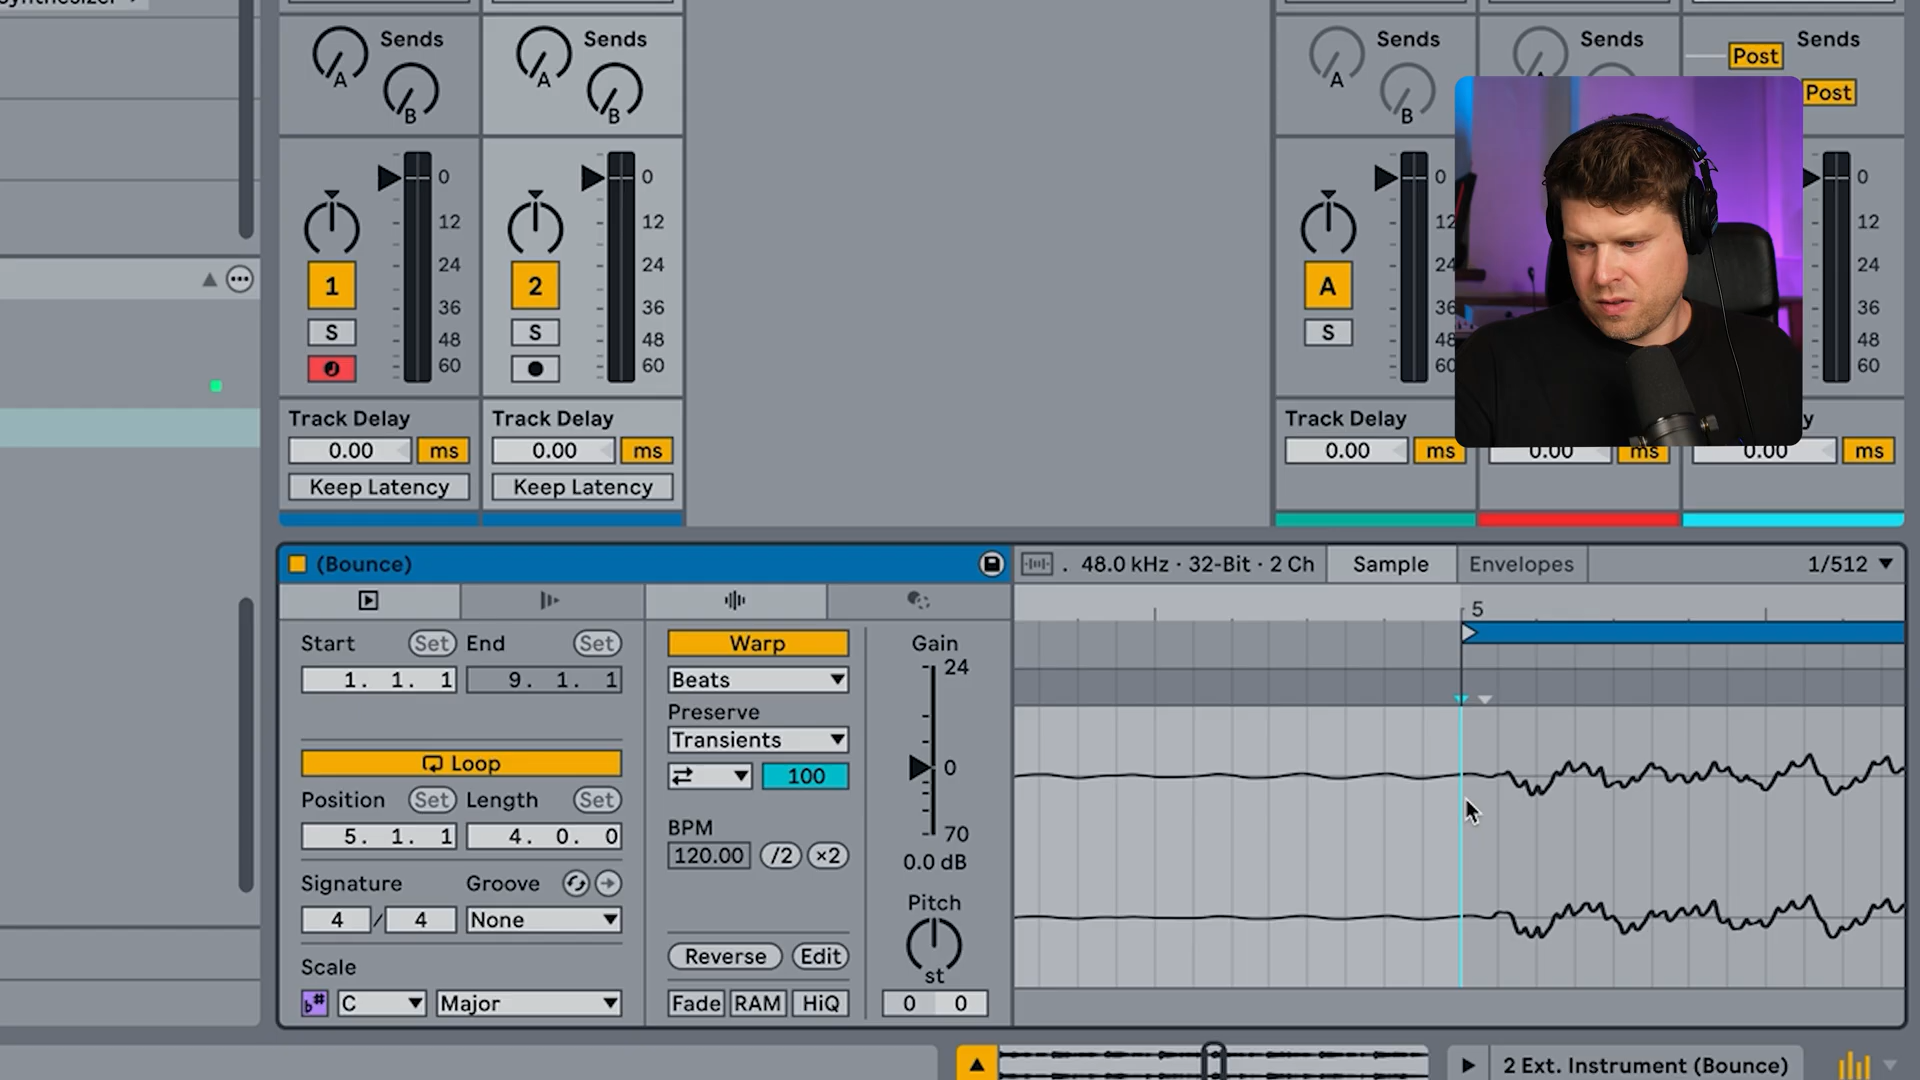 Sends
A
B
Sends
A
B
Sends
A
B
Sends
A
Sends
Post
Post
0
12
24
36
48
60
1
S
0
12
24
36
48
60
2
S
0
12
24
36
48
60
A
S
0
12
24
36
48
60
Track Delay
0.00 ms
Keep Latency
Track Delay
0.00 ms
Keep Latency
Track Delay
0.00 ms
0.00 ms
0.00 ms
(Bounce)
Start Set End Set
1. 1. 1 9. 1. 1
Loop
Position Set Length Set
5. 1. 1 4. 0. 0
Signature Groove
4 / 4 None
Scale
b# C Major
Warp
Beats
Preserve
Transients
100
BPM
120.00 /2 ×2
Reverse Edit
Fade RAM HiQ
Gain
24
0
70
0.0 dB
Pitch
st
0 0
. 48.0 kHz · 32-Bit · 2 Ch Sample Envelopes 1/512
5
2 Ext. Instrument (Bounce)